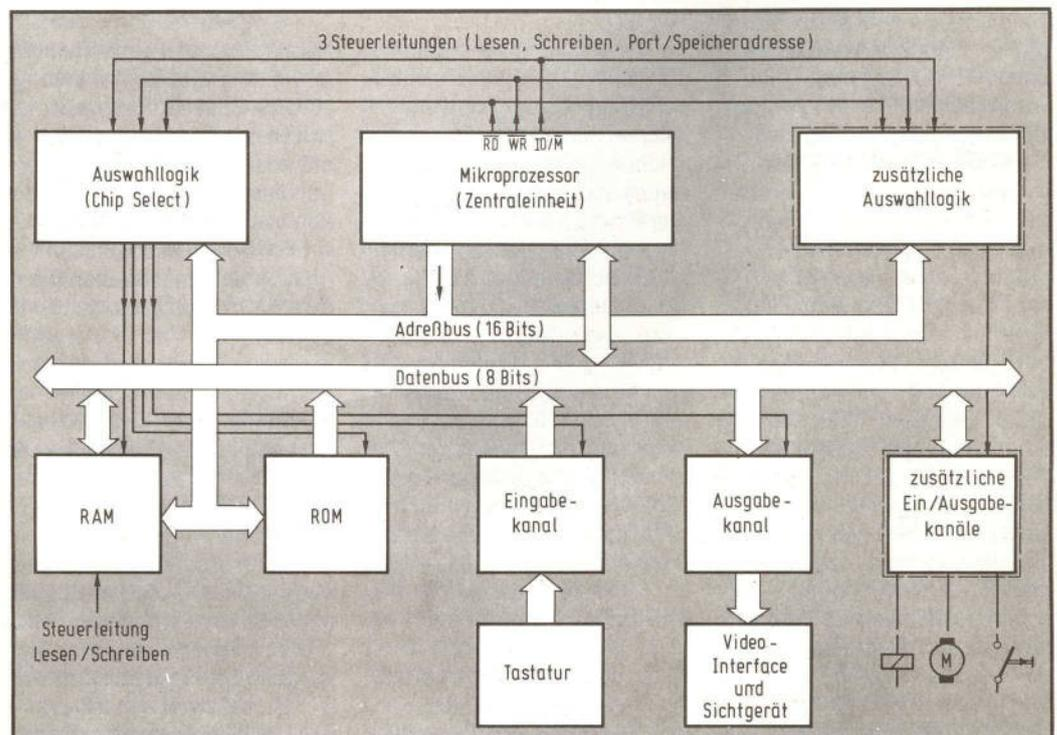 3 Steuerleitungen (Lesen, Schreiben, Port/Speicheradresse)
RD WR IO/M
Auswahllogik
(Chip Select)
Mikroprozessor
(Zentraleinheit)
zusätzliche
Auswahllogik
Adreßbus (16 Bits)
Datenbus (8 Bits)
RAM
ROM
Eingabe-
kanal
Ausgabe-
kanal
zusätzliche
Ein/Ausgabe-
kanäle
Steuerleitung
Lesen/Schreiben
Tastatur
Video-
Interface
und
Sichtgerät
M